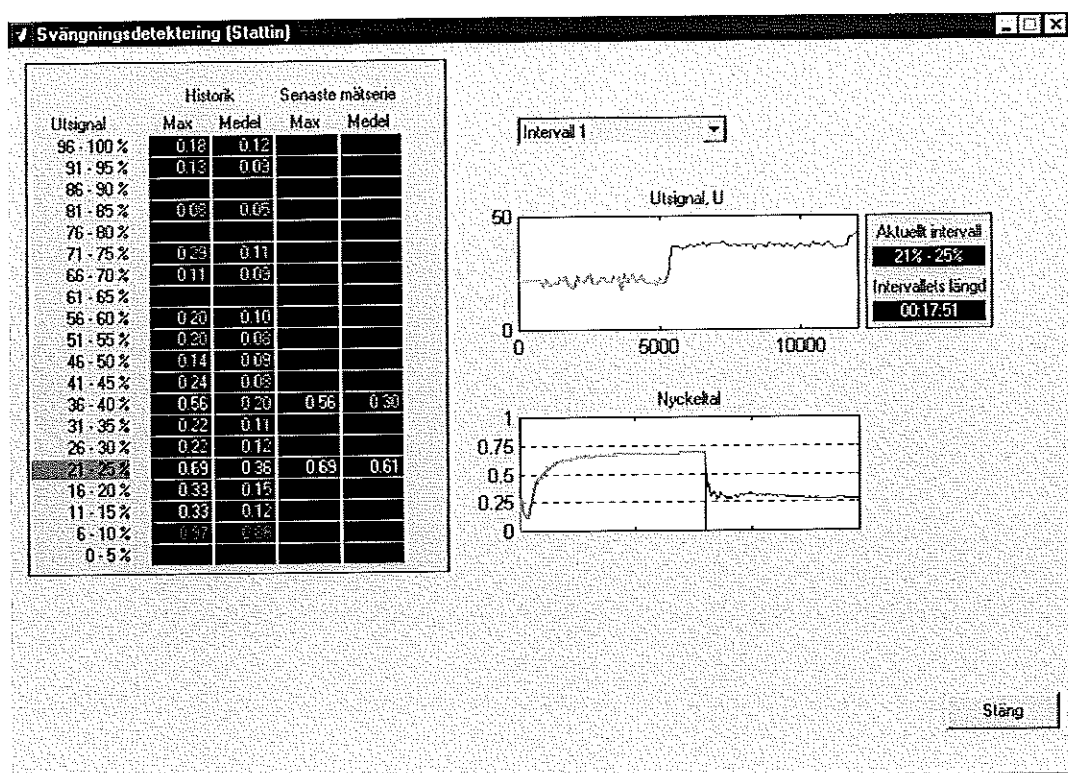 Svängningsdetektering (Stattin)
Historik Senaste mätserie
Utsignal Max Medel Max Medel
96 - 100 % 0.18 0.12
91 - 95 % 0.13 0.09
86 - 90 %
81 - 85 % 0.05
76 - 80 %
71 - 75 % 0.29 0.11
66 - 70 % 0.11 0.09
61 - 65 %
56 - 60 % 0.20 0.10
51 - 55 % 0.20 0.08
46 - 50 % 0.14 0.09
41 - 45 % 0.24 0.08
36 - 40 % 0.56 0.20 0.56 0.30
31 - 35 % 0.22 0.11
26 - 30 % 0.22 0.12
21 - 25% 0.69 0.36 0.69 0.61
16 - 20 % 0.33 0.15
11 - 15 % 0.33 0.12
6 - 10 %
0 - 5 %
Intervall 1
Utsignal, U
50
0
0 5000 10000
Aktuellt intervall
21% - 25%
Intervallets längd
00:17:51
Nyckeltal
1
0.75
0.5
0.25
0
Stäng